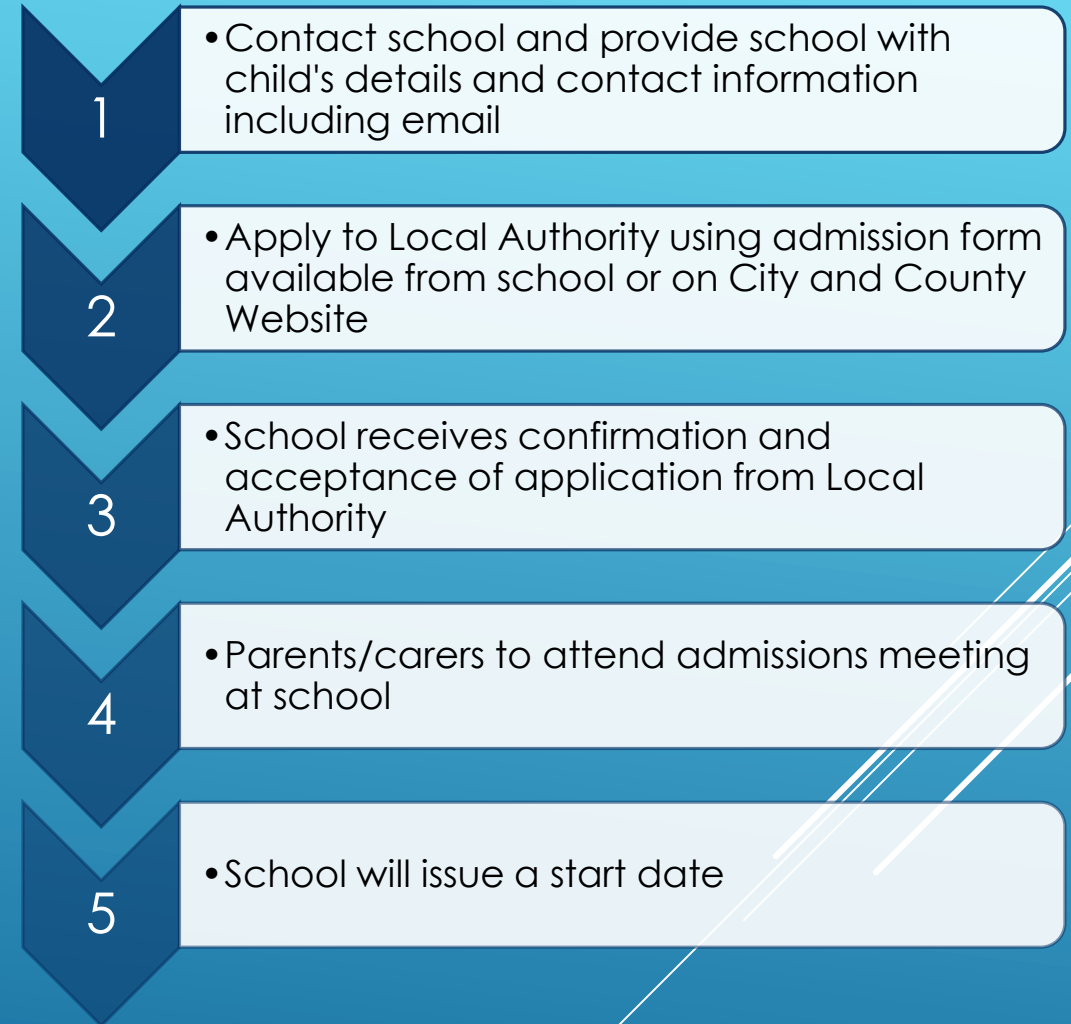 1
•Contact school and provide school with
child's details and contact information
including email
2
•Apply to Local Authority using admission form
available from school or on City and County
Website
3
•School receives confirmation and
acceptance of application from Local
Authority
4
•Parents/carers to attend admissions meeting
at school
5
•School will issue a start date